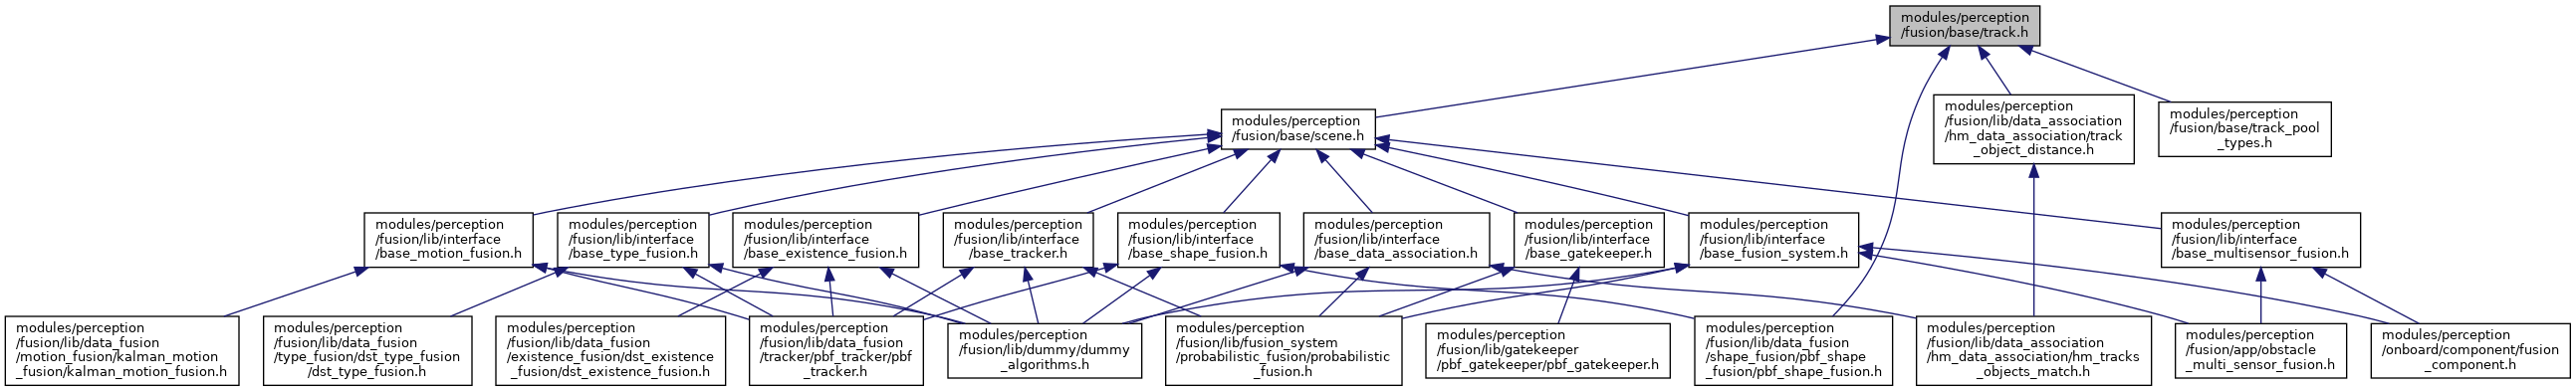 modules/perception
/fusion/base/track.h
modules/perception
/fusion/base/scene.h
modules/perception
/fusion/lib/data_association
/hm_data_association/track
_object_distance.h
modules/perception
/fusion/base/track_pool
_types.h
modules/perception
/fusion/lib/interface
/base_motion_fusion.h
modules/perception
/fusion/lib/interface
/base_type_fusion.h
modules/perception
/fusion/lib/interface
/base_existence_fusion.h
modules/perception
/fusion/lib/interface
/base_tracker.h
modules/perception
/fusion/lib/interface
/base_shape_fusion.h
modules/perception
/fusion/lib/interface
/base_data_association.h
modules/perception
/fusion/lib/interface
/base_gatekeeper.h
modules/perception
/fusion/lib/interface
/base_fusion_system.h
modules/perception
/fusion/lib/interface
/base_multisensor_fusion.h
modules/perception
/fusion/lib/data_fusion
/motion_fusion/kalman_motion
_fusion/kalman_motion_fusion.h
modules/perception
/fusion/lib/data_fusion
/type_fusion/dst_type_fusion
/dst_type_fusion.h
modules/perception
/fusion/lib/data_fusion
/existence_fusion/dst_existence
_fusion/dst_existence_fusion.h
modules/perception
/fusion/lib/data_fusion
/tracker/pbf_tracker/pbf
_tracker.h
modules/perception
/fusion/lib/dummy/dummy
_algorithms.h
modules/perception
/fusion/lib/fusion_system
/probabilistic_fusion/probabilistic
_fusion.h
modules/perception
/fusion/lib/gatekeeper
/pbf_gatekeeper/pbf_gatekeeper.h
modules/perception
/fusion/lib/data_fusion
/shape_fusion/pbf_shape
_fusion/pbf_shape_fusion.h
modules/perception
/fusion/lib/data_association
/hm_data_association/hm_tracks
_objects_match.h
modules/perception
/fusion/app/obstacle
_multi_sensor_fusion.h
modules/perception
/onboard/component/fusion
_component.h